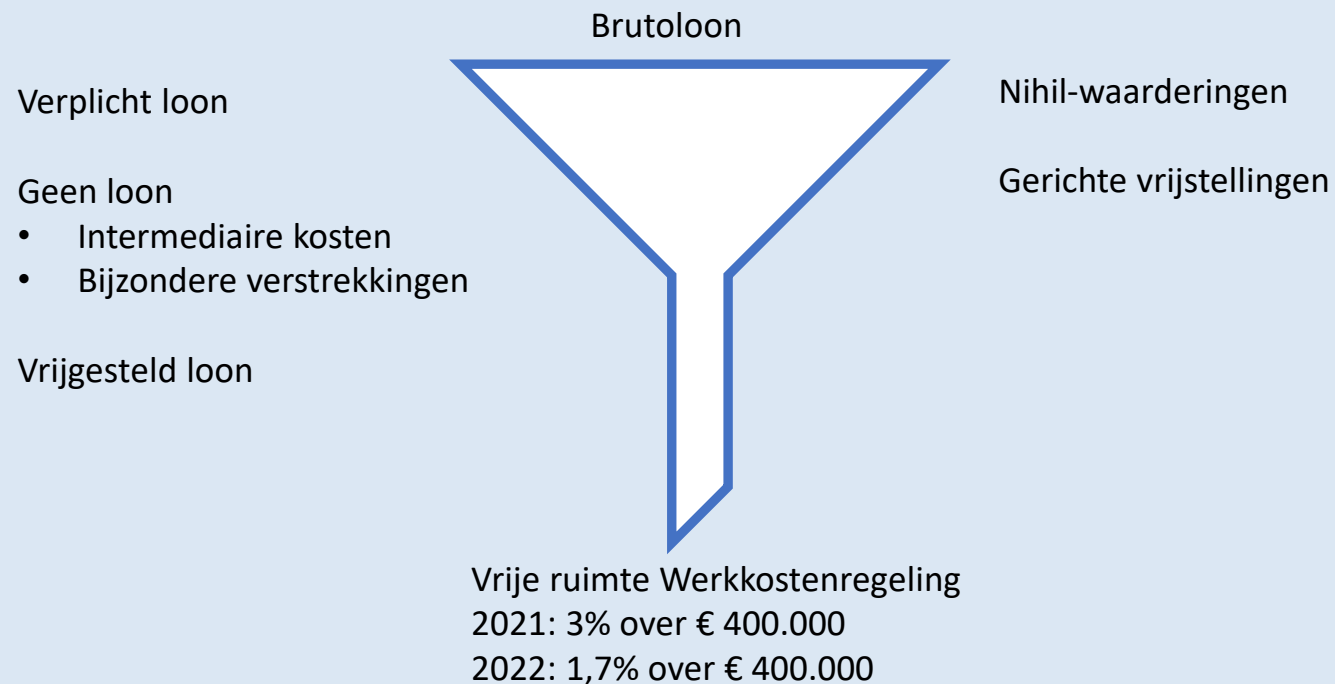 Brutoloon
Verplicht loon
Geen loon
• Intermediaire kosten
• Bijzondere verstrekkingen
Vrijgesteld loon
Nihil-waarderingen
Gerichte vrijstellingen
Vrije ruimte Werkkostenregeling
2021: 3% over € 400.000
2022: 1,7% over € 400.000